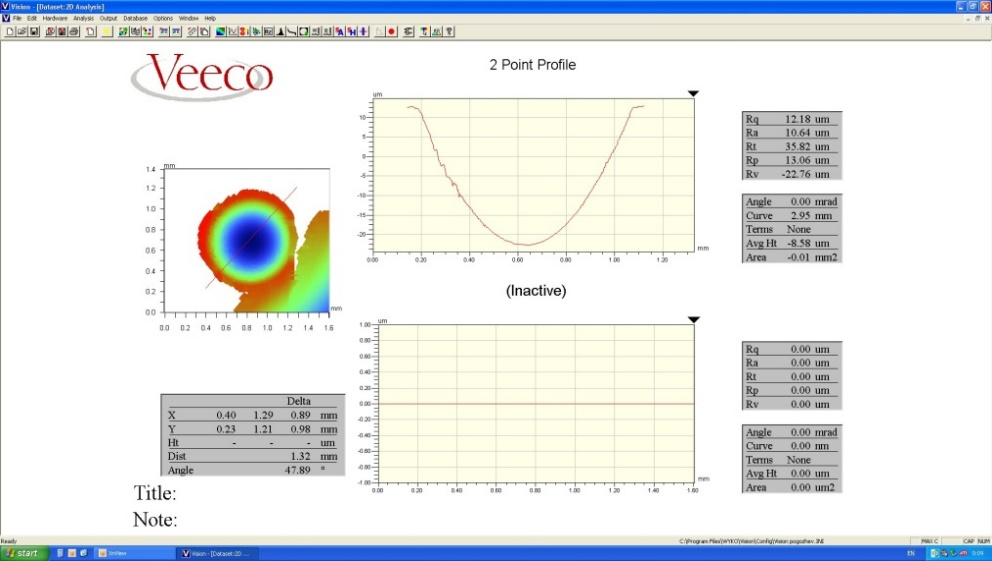 Vision - [Dataset:2D Analysis]
File Edit Hardware Analysis Output Database Options Window Help
Veeco
2 Point Profile
um
10
5
0
-5
-10
-15
-20
0.00 0.20 0.40 0.60 0.80 1.00 1.20
mm
Rq 12.18 um
Ra 10.64 um
Rt 35.82 um
Rp 13.06 um
Rv -22.76 um
Angle 0.00 mrad
Curve 2.95 mm
Terms None
Avg Ht -8.58 um
Area -0.01 mm2
mm
1.4
1.2
1.0
0.8
0.6
0.4
0.2
0.0
0.0 0.2 0.4 0.6 0.8 1.0 1.2 1.4 1.6
mm
(Inactive)
um
1.00
0.80
0.60
0.40
0.20
0.00
-0.20
-0.40
-0.60
-0.80
-1.00
0.00 0.20 0.40 0.60 0.80 1.00 1.20 1.40 1.60
mm
Rq 0.00 um
Ra 0.00 um
Rt 0.00 um
Rp 0.00 um
Rv 0.00 um
Angle 0.00 mrad
Curve 0.00 nm
Terms None
Avg Ht 0.00 um
Area 0.00 um2
Delta
X 0.40 1.29 0.89 mm
Y 0.23 1.21 0.98 mm
Ht - - - um
Dist 1.32 mm
Angle 47.89 °
Title:
Note:
Ready
C:\Program Files\WYKO\Vision\Config\Vision pogozhev.INI
MAX C CAP NUM
start
Vision - [Dataset:2D ...
EN
0:09